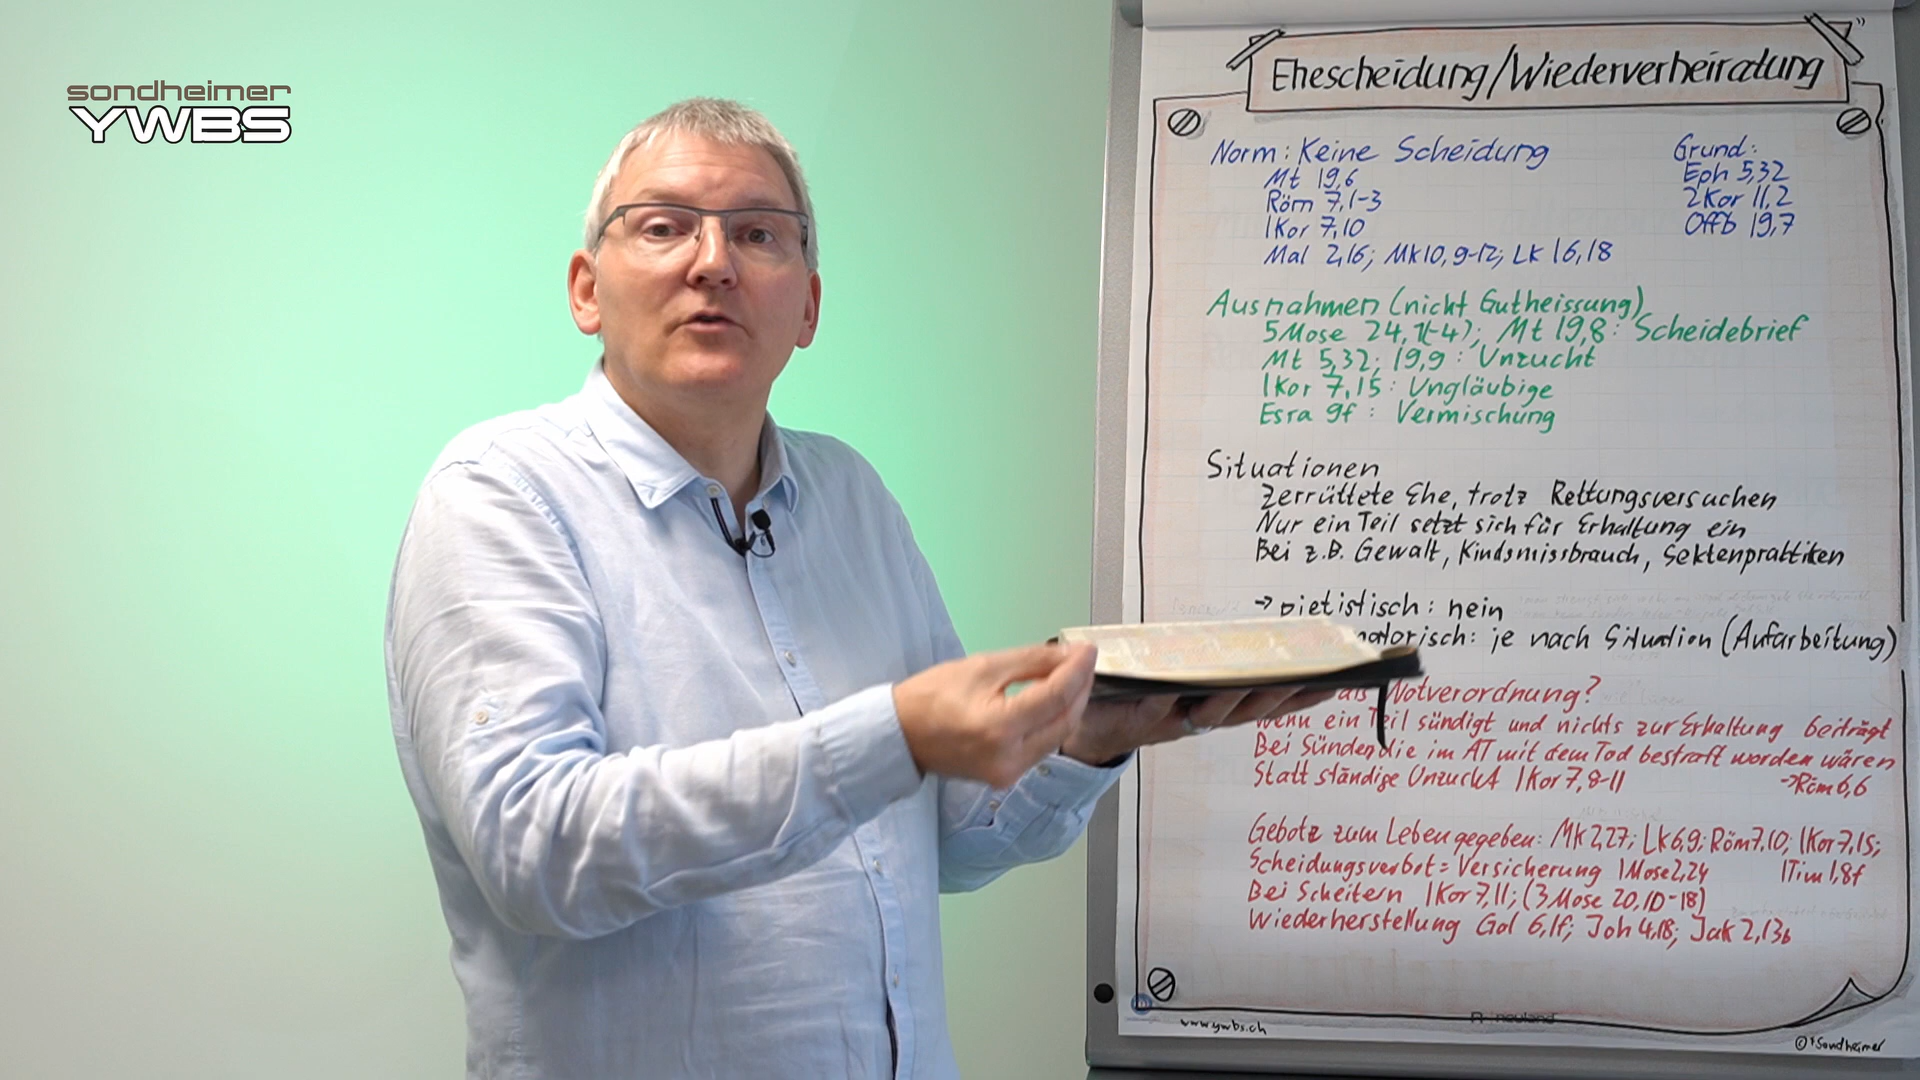 sondheimer
YWBS
Ehescheidung/Wiederverheiratung
Norm: Keine Scheidung
Mt 19,6
Röm 7,1-3
1Kor 7,10
Mal 2,16; Mk10,9-12; Lk 16,18
Grund:
Eph 5,32
2Kor 11,2
Offb 19,7
Ausnahmen (nicht Gutheissung)
5Mose 24,1(-4); Mt 19,8: Scheidebrief
Mt 5,32; 19,9: Unzucht
1Kor 7,15: Ungläubige
Esra 9f: Vermischung
Situationen
Zerrüttete Ehe, trotz Rettungsversuchen
Nur ein Teil setzt sich für Erhaltung ein
Bei z.B. Gewalt, Kindsmissbrauch, Sektenpraktiken
→ pietistisch: nein
matorisch: je nach Situation (Aufarbeitung)
als Notverordnung?
Wenn ein Teil sündigt und nichts zur Erhaltung beiträgt
Bei Sünden, die im AT mit dem Tod bestraft worden wären
Statt ständige Unzucht 1Kor 7,8-11 →Röm 6,6
Gebote zum Leben gegeben: Mk 2,27; Lk 6,9; Röm 7,10; 1Kor 7,15;
Scheidungsverbot = Versicherung 1Mose 2,24 1Tim 1,8f
Bei Scheitern 1Kor 7,11; (3Mose 20,10-18)
Wiederherstellung Gal 6,1f; Joh 4,18; Jak 2,13b
www.ywbs.ch
neuland
Sondheimer